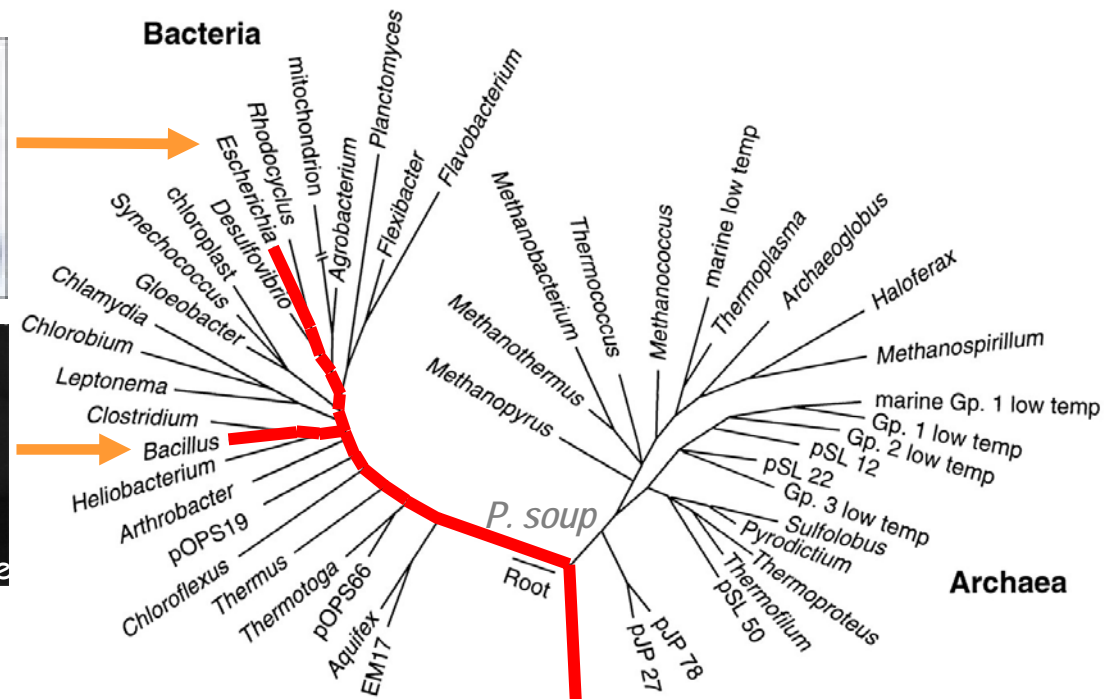 Bacteria
Planctomyces
Flavobacterium
mitochondrion
Rhodocyclus
Escherichia
Agrobacterium
Flexibacter
chloroplast
Desulfovibrio
Synechococcus
Gloeobacter
Chlamydia
Chlorobium
Leptonema
Clostridium
Bacillus
Heliobacterium
Arthrobacter
pOPS19
Chloroflexus
Thermus
Thermotoga
pOPS66
Aquifex
EM17
P. soup
Root
Methanopyrus
Methanothermus
Methanobacterium
Thermococcus
Methanococcus
marine low temp
Thermoplasma
Archaeoglobus
Haloferax
Methanospirillum
marine Gp. 1 low temp
Gp. 1 low temp
Gp. 2 low temp
pSL 12
pSL 22
Gp. 3 low temp
Sulfolobus
Pyrodictium
Thermoproteus
Thermofilum
pSL 50
pJP 78
pJP 27
Archaea
e